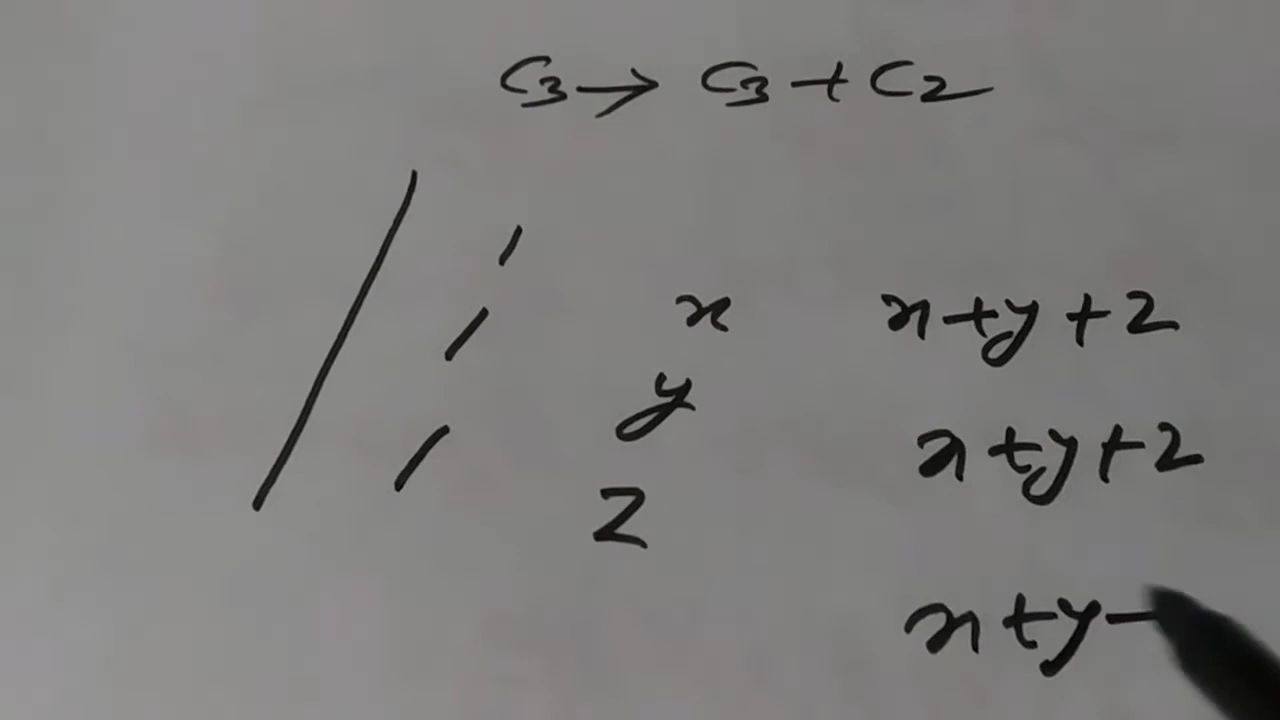 C3 → C3 + C2
1 x x+y+z
1 y x+y+z
1 z x+y